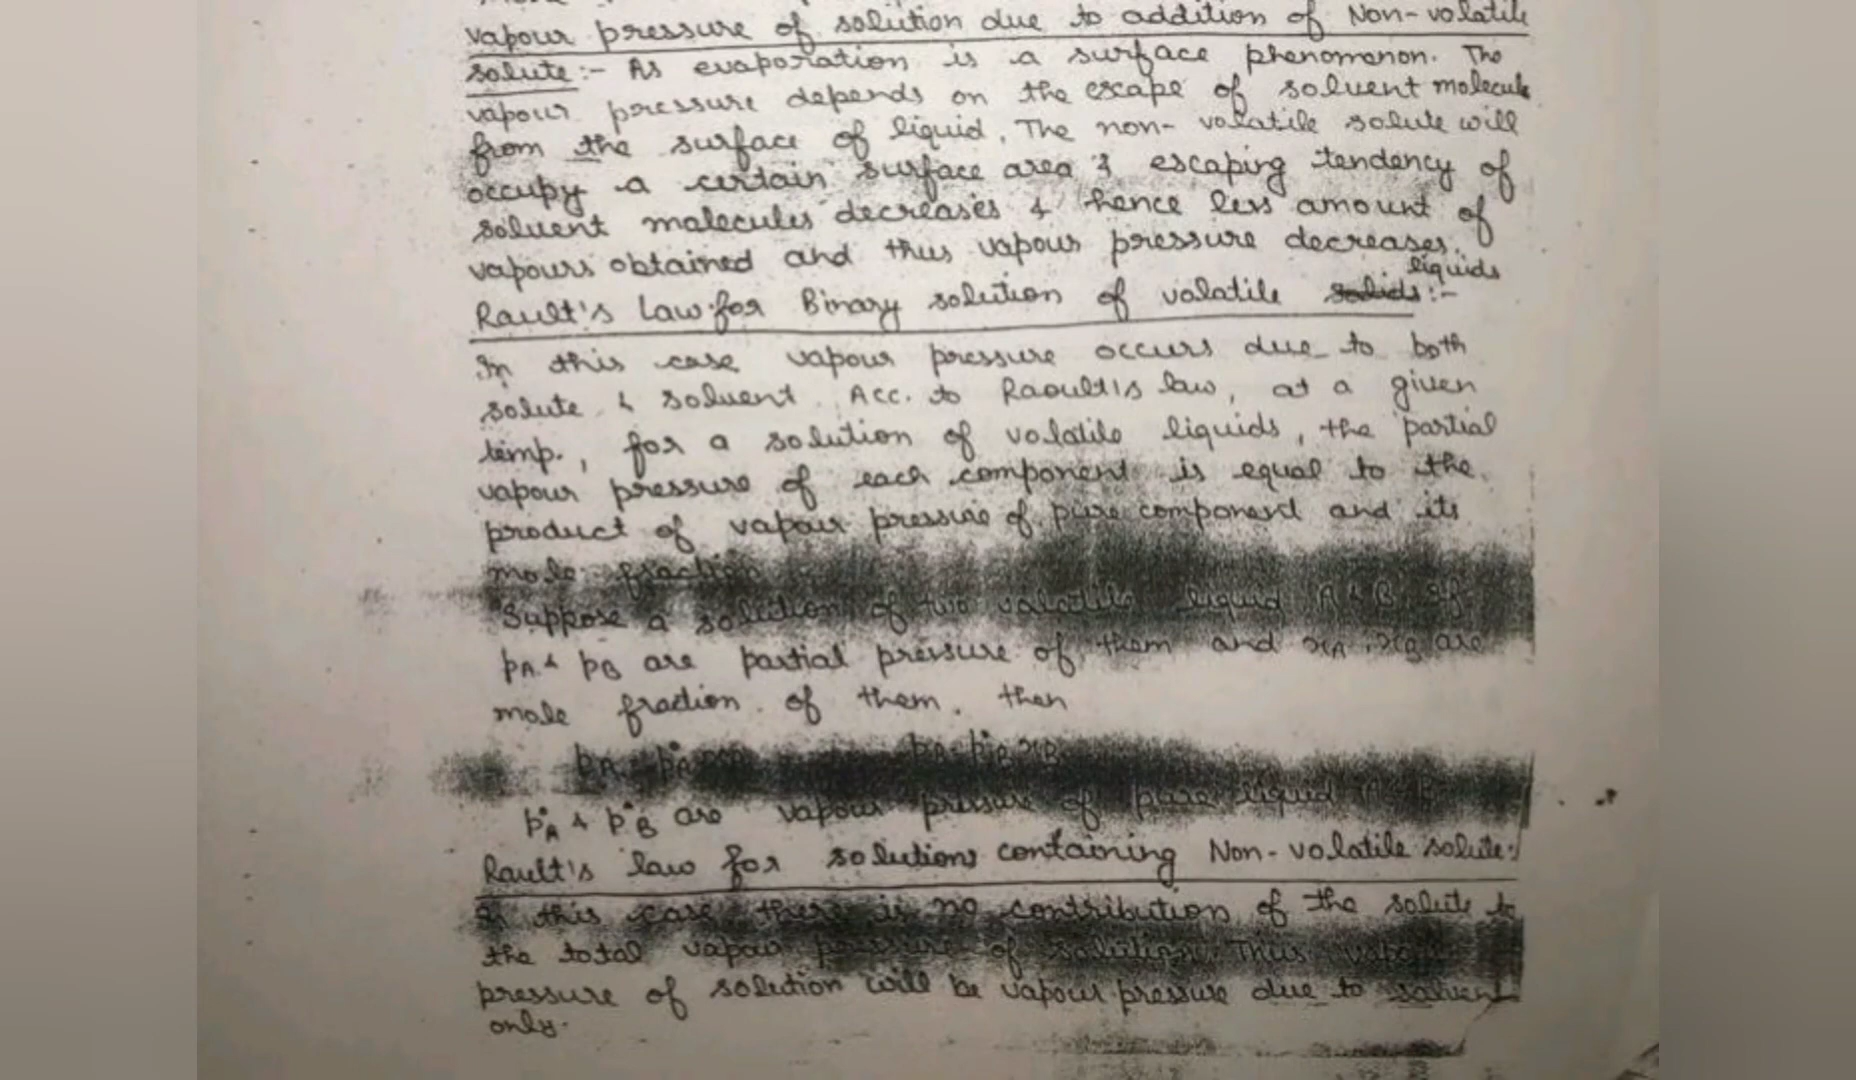 vapour pressure of solution due to addition of Non-volatile
solute:- As evaporation is a surface phenomenon. The
vapour pressure depends on the escape of solvent molecule
from the surface of liquid. The non-volatile solute will
occupy a certain surface area & escaping tendency of
solvent molecules decreases & hence less amount of
vapours obtained and thus vapour pressure decreases.
Rault's Law for Binary solution of volatile solids liquids:-
In this case vapour pressure occurs due to both
solute & solvent. Acc. to Raoult's law, at a given
temp., for a solution of volatile liquids, the partial
vapour pressure of each component is equal to the
product of vapour pressure of pure component and its
mole fraction
Suppose a solution of two volatile liquid A & B. If
pA & pB are partial pressure of them and xA, xB are
mole fraction of them. then
pA = p°A xA pB = p°B xB
p°A & p°B are vapour pressure of pure liquid A & B
Rault's law for solutions containing Non-volatile solute:-
In this case there is no contribution of the solute to
the total vapour pressure of solution. Thus vapour
pressure of solution will be vapour pressure due to solvent
only.